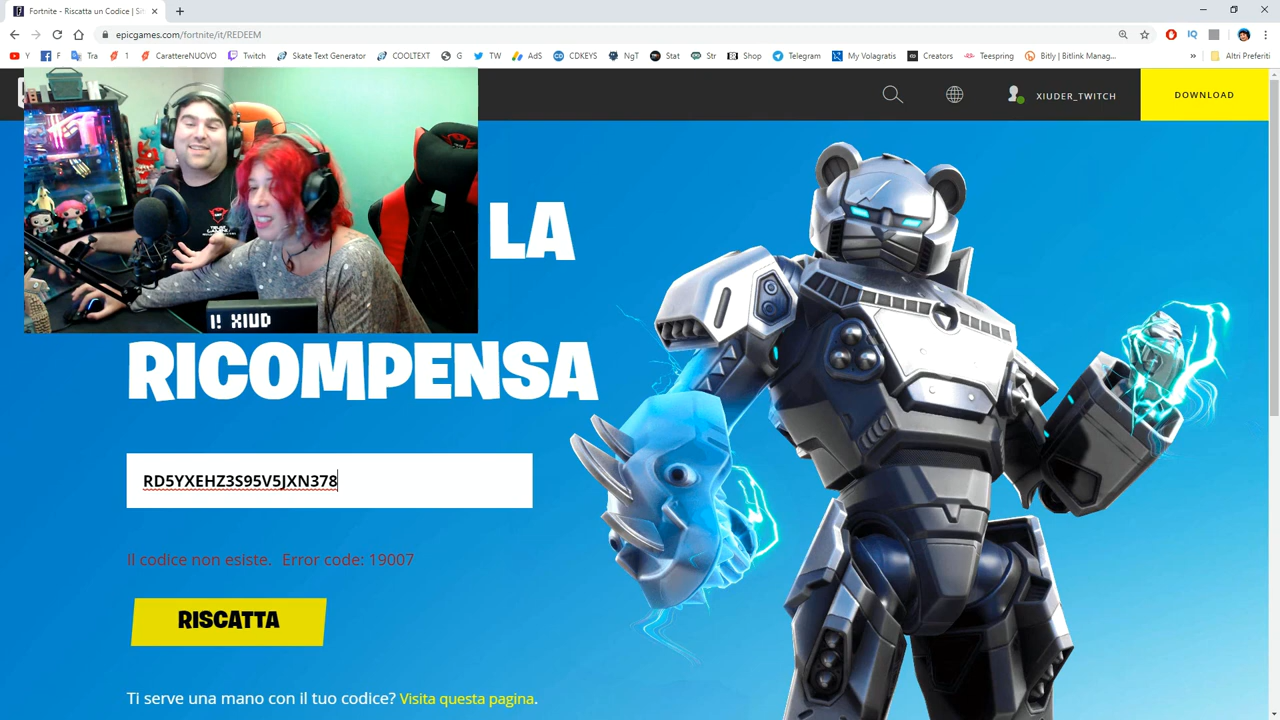 Fortnite - Riscatta un Codice | Sit
epicgames.com/fortnite/it/REDEEM
Y F Tra 1 CarattereNUOVO Twitch Skate Text Generator COOLTEXT G TW AdS CDKEYS NgT Stat Str Shop Telegram My Volagratis Creators Teespring Bitly | Bitlink Manag... » Altri Preferiti
XIUDER_TWITCH DOWNLOAD
LA
!! XIUD
RICOMPENSA
RD5YXEHZ3S95V5JXN378
Il codice non esiste. Error code: 19007
RISCATTA
Ti serve una mano con il tuo codice? Visita questa pagina.